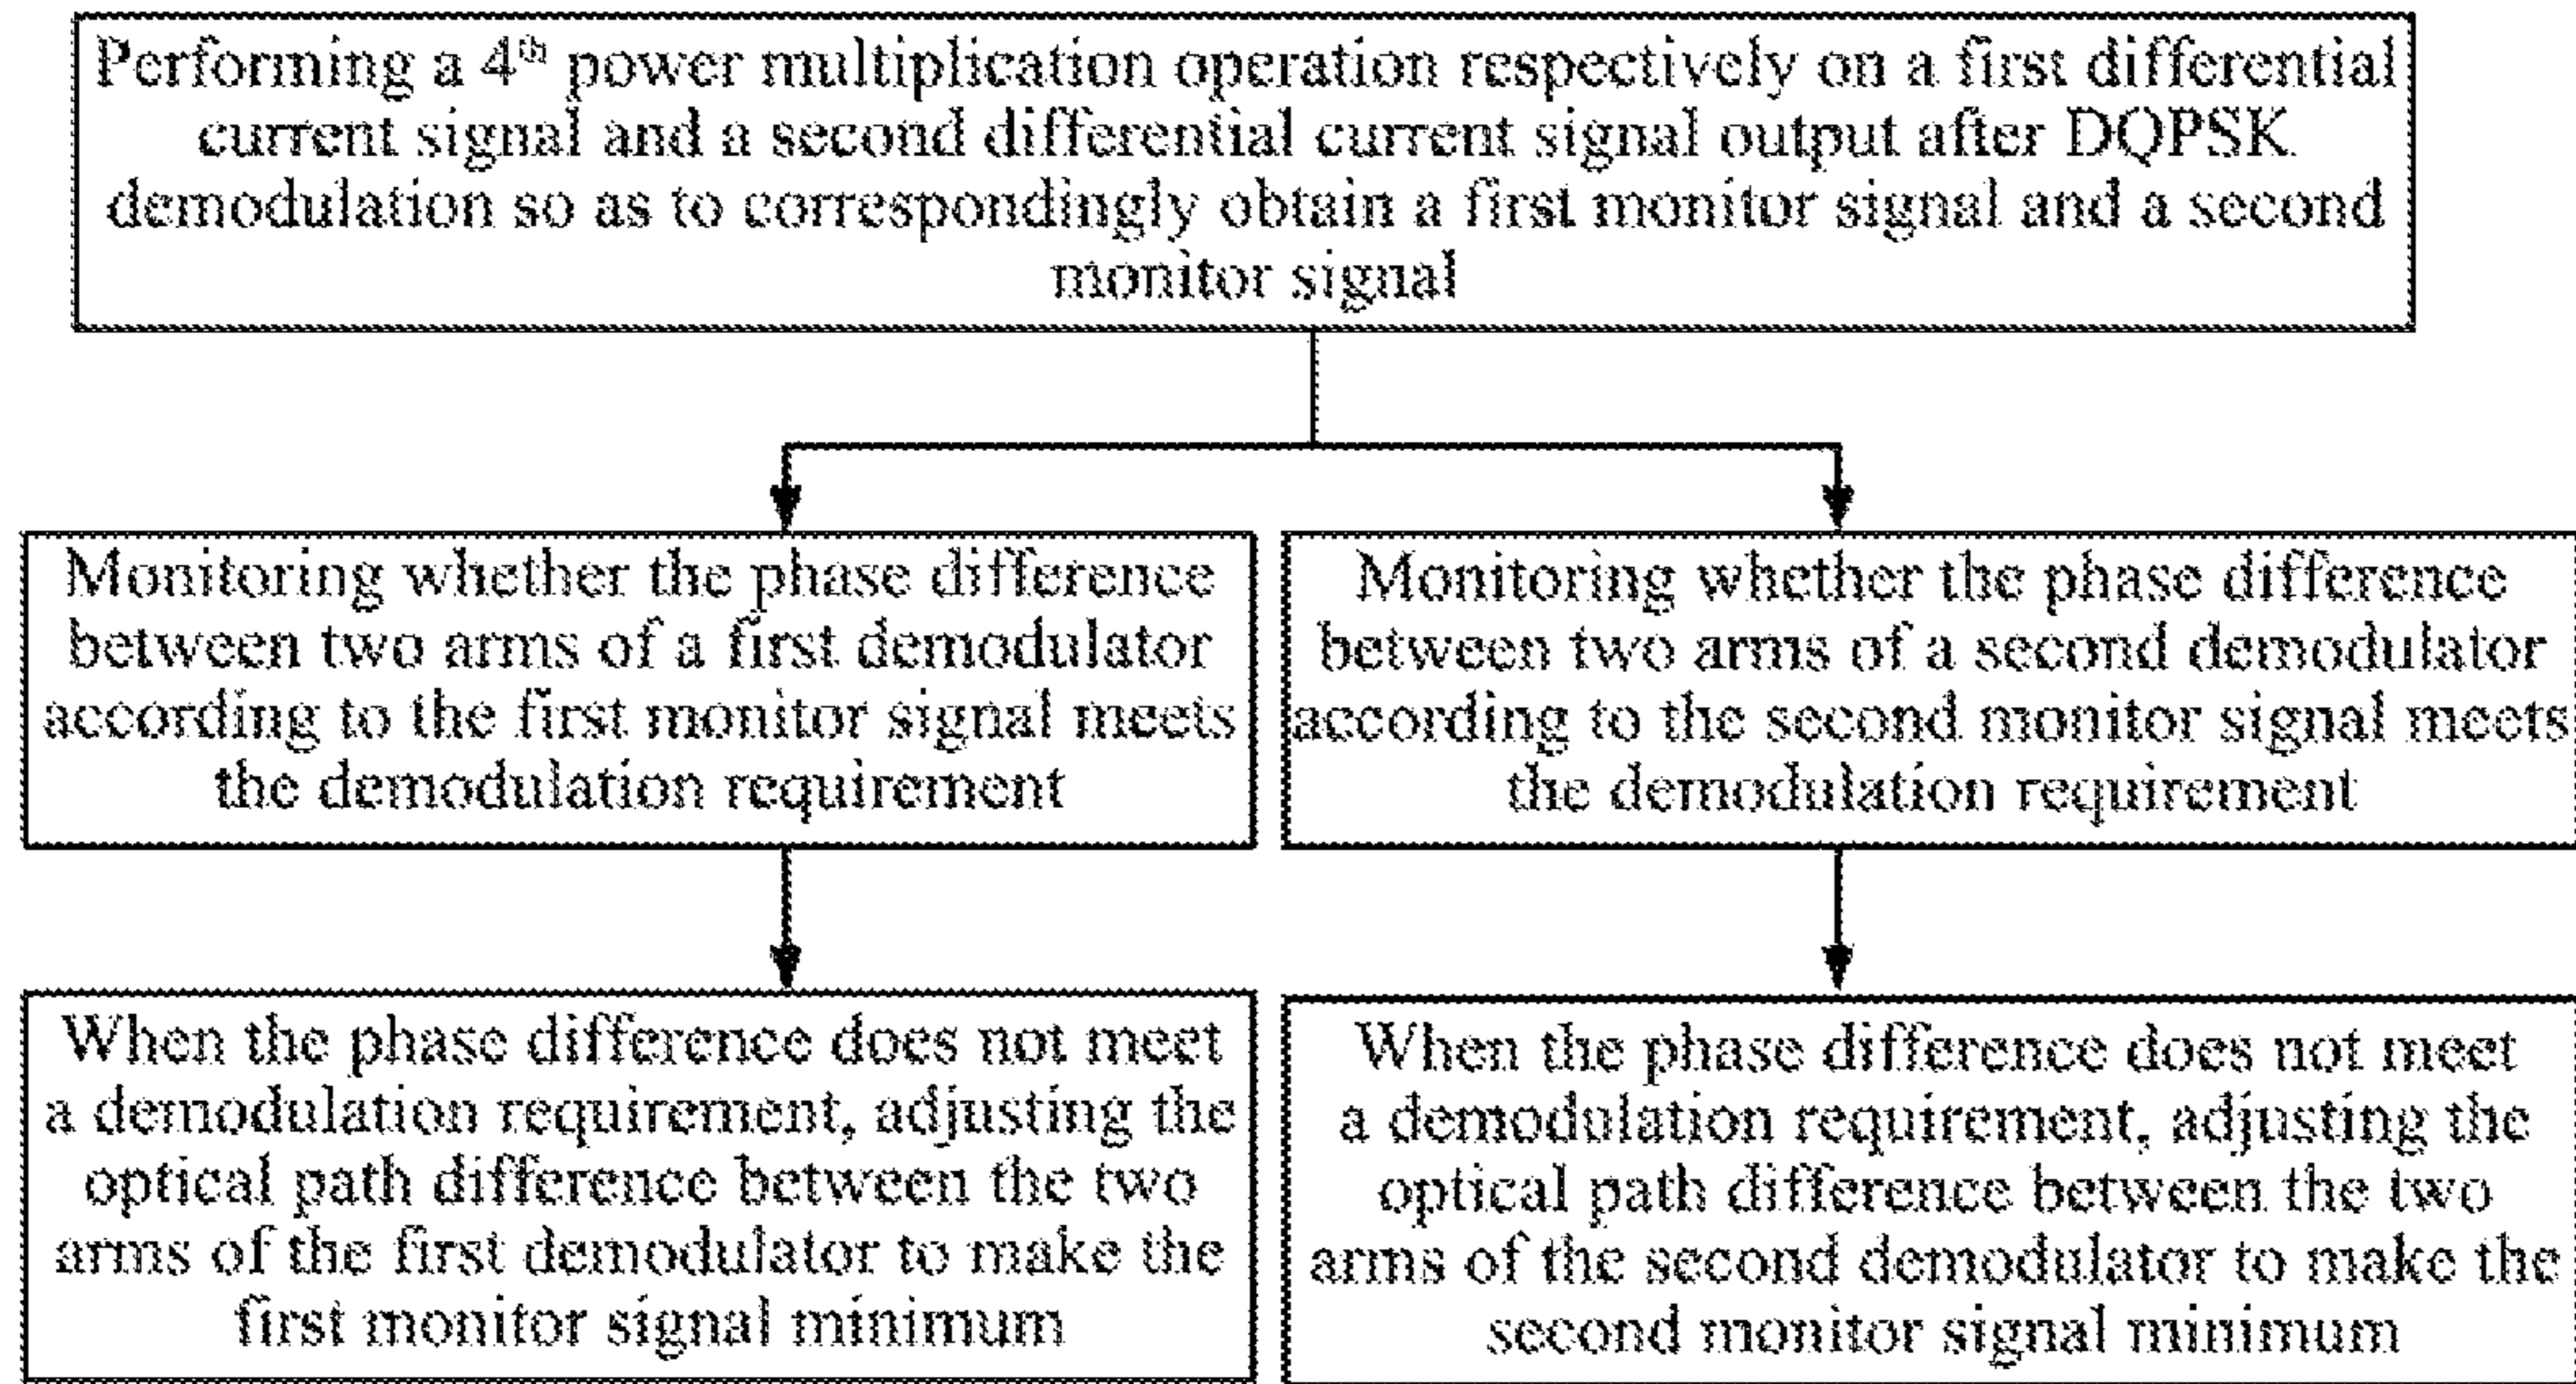 Performing a 4th power multiplication operation respectively on a first differential
current signal and a second differential current signal output after DQPSK
demodulation so as to correspondingly obtain a first monitor signal and a second
monitor signal
Monitoring whether the phase difference
between two arms of a first demodulator
according to the first monitor signal meets
the demodulation requirement
Monitoring whether the phase difference
between two arms of a second demodulator
according to the second monitor signal meets
the demodulation requirement
When the phase difference does not meet
a demodulation requirement, adjusting the
optical path difference between the two
arms of the first demodulator to make the
first monitor signal minimum
When the phase difference does not meet
a demodulation requirement, adjusting the
optical path difference between the two
arms of the second demodulator to make the
second monitor signal minimum